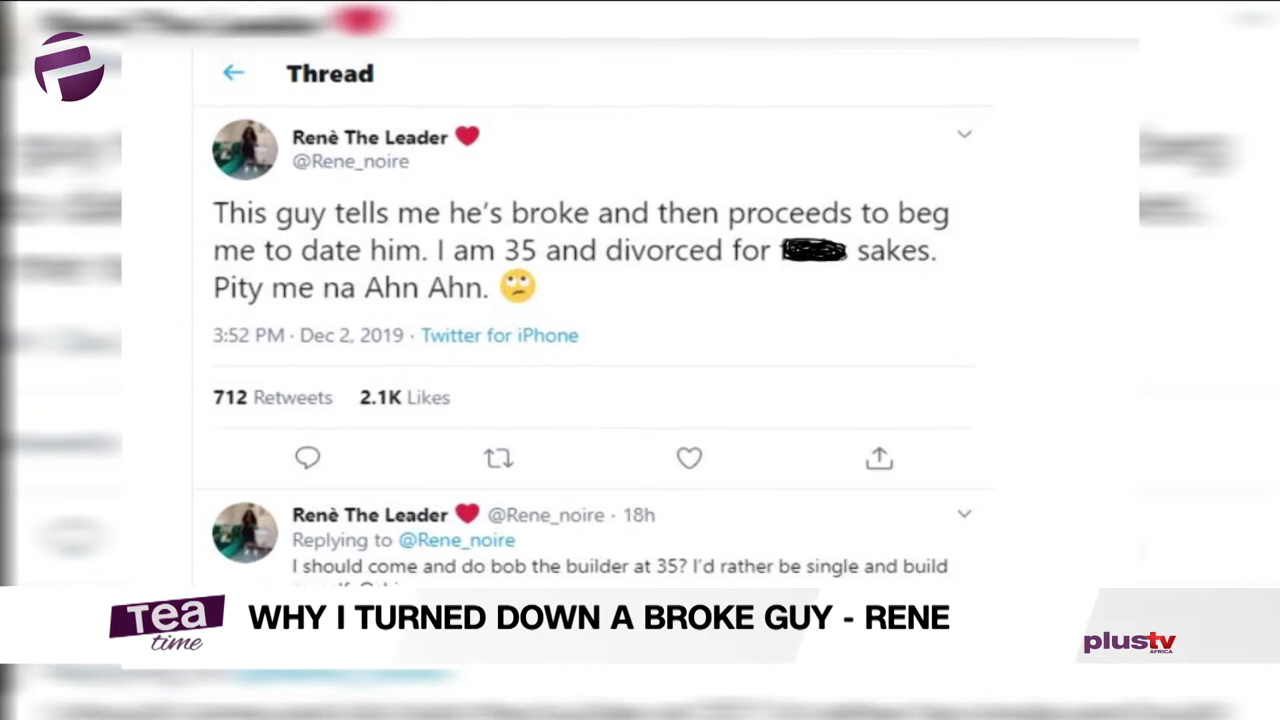 Thread
Renè The Leader
@Rene_noire
This guy tells me he's broke and then proceeds to beg
me to date him. I am 35 and divorced for sakes.
Pity me na Ahn Ahn.
3:52 PM · Dec 2, 2019 · Twitter for iPhone
712 Retweets 2.1K Likes
Renè The Leader @Rene_noire · 18h
Replying to @Rene_noire
I should come and do bob the builder at 35? I'd rather be single and build
Tea
time
WHY I TURNED DOWN A BROKE GUY - RENE
plustv
AFRICA